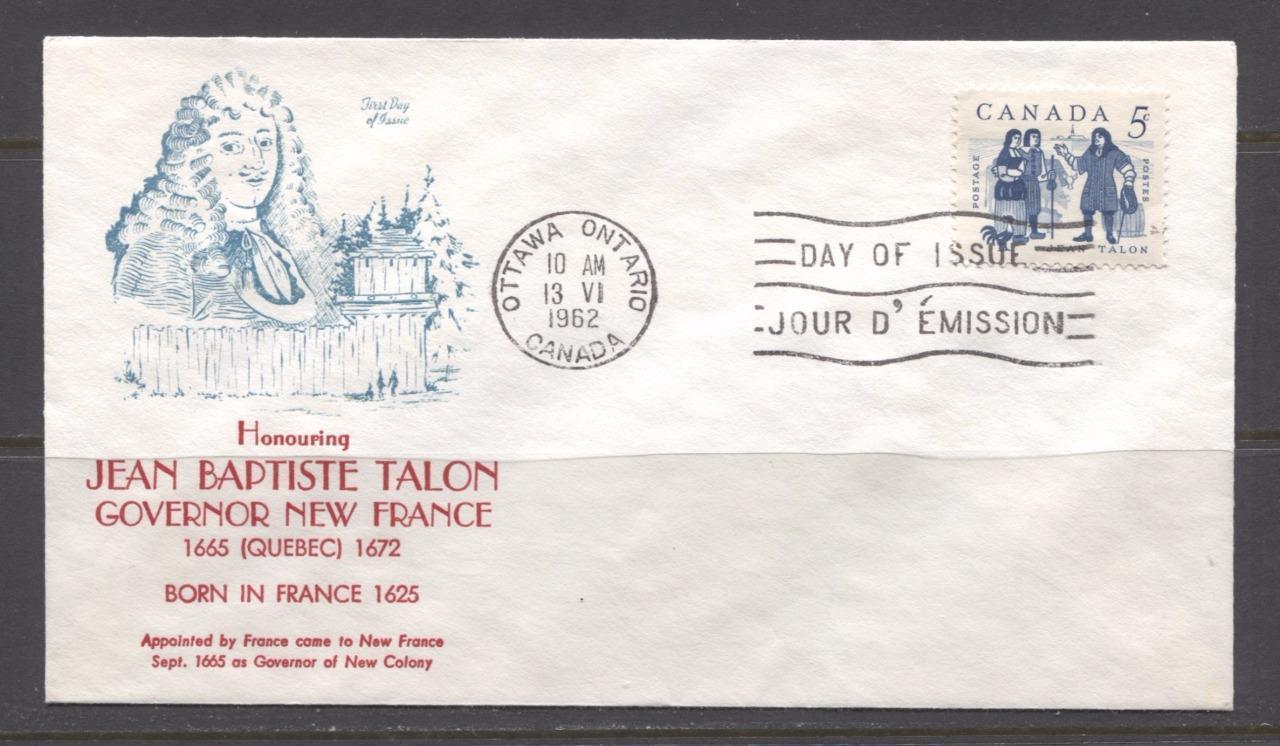 First Day
of Issue
CANADA 5c
POSTAGE
POSTES
JEAN TALON
OTTAWA ONTARIO
10 AM
13 VI
1962
CANADA
DAY OF ISSUE
JOUR D'ÉMISSION
Honouring
JEAN BAPTISTE TALON
GOVERNOR NEW FRANCE
1665 (QUEBEC) 1672
BORN IN FRANCE 1625
Appointed by France came to New France
Sept. 1665 as Governor of New Colony